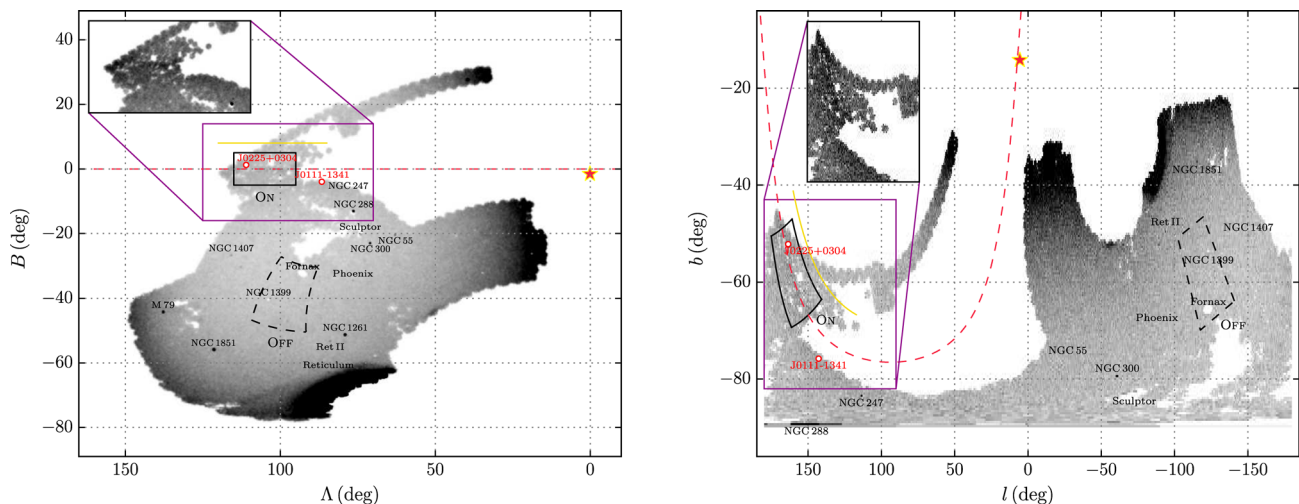 40
20
0
−20
−40
−60
−80
150
100
50
0
Λ (deg)
B (deg)
J0225+0304
J0111-1341
NGC 247
ON
NGC 288
Sculptor
NGC 1407
NGC 55
NGC 300
Fornax
Phoenix
NGC 1399
M 79
NGC 1261
OFF
NGC 1851
Ret II
Reticulum
−20
−40
−60
−80
150
100
50
0
−50
−100
−150
l (deg)
b (deg)
NGC 1851
Ret II
NGC 1407
J0225+0304
NGC 1399
Fornax
ON
Phoenix
OFF
NGC 55
J0111-1341
NGC 300
NGC 247
Sculptor
NGC 288